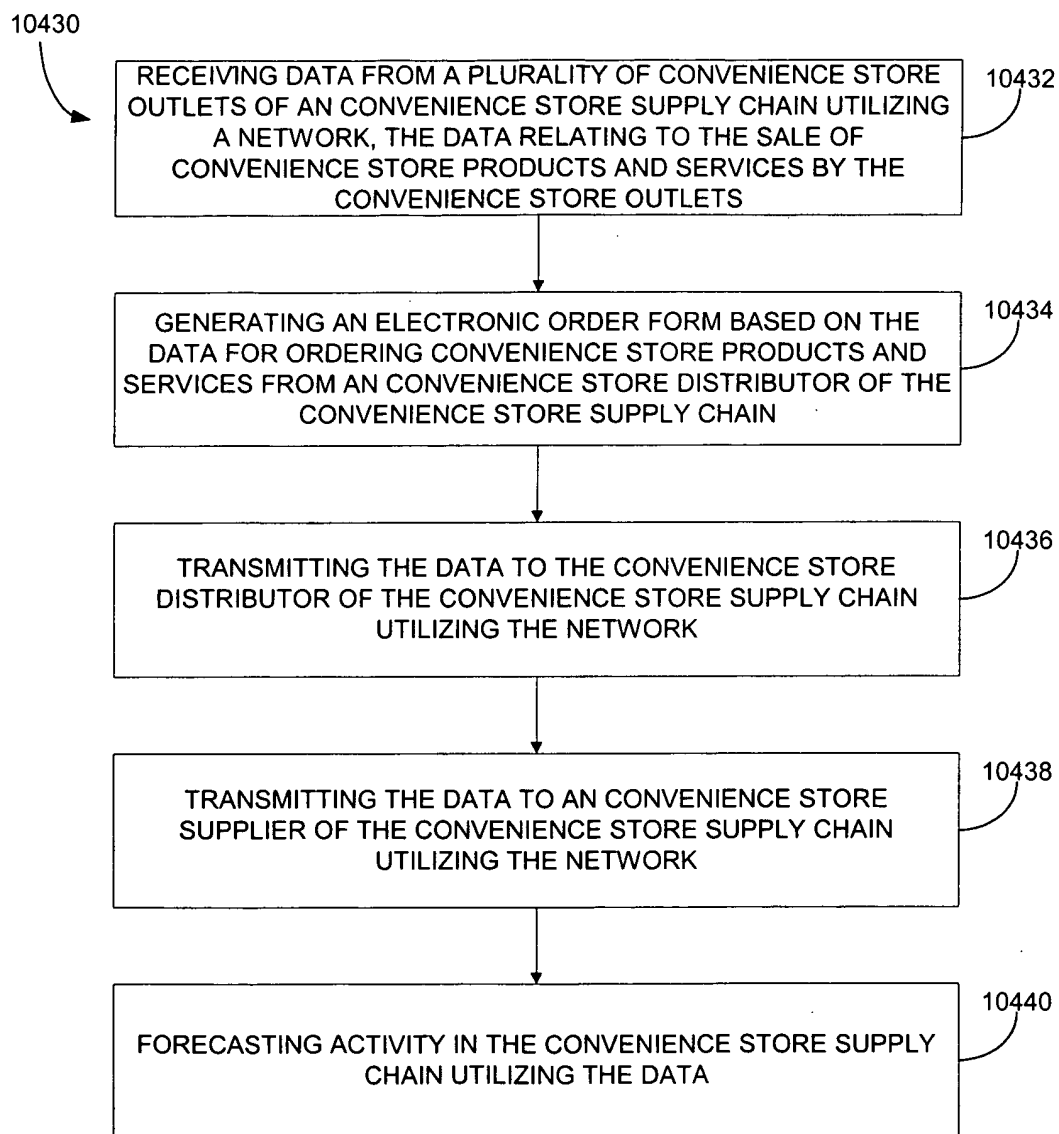 10430
RECEIVING DATA FROM A PLURALITY OF CONVENIENCE STORE
OUTLETS OF AN CONVENIENCE STORE SUPPLY CHAIN UTILIZING
A NETWORK, THE DATA RELATING TO THE SALE OF
CONVENIENCE STORE PRODUCTS AND SERVICES BY THE
CONVENIENCE STORE OUTLETS
10432
GENERATING AN ELECTRONIC ORDER FORM BASED ON THE
DATA FOR ORDERING CONVENIENCE STORE PRODUCTS AND
SERVICES FROM AN CONVENIENCE STORE DISTRIBUTOR OF THE
CONVENIENCE STORE SUPPLY CHAIN
10434
TRANSMITTING THE DATA TO THE CONVENIENCE STORE
DISTRIBUTOR OF THE CONVENIENCE STORE SUPPLY CHAIN
UTILIZING THE NETWORK
10436
TRANSMITTING THE DATA TO AN CONVENIENCE STORE
SUPPLIER OF THE CONVENIENCE STORE SUPPLY CHAIN
UTILIZING THE NETWORK
10438
FORECASTING ACTIVITY IN THE CONVENIENCE STORE SUPPLY
CHAIN UTILIZING THE DATA
10440